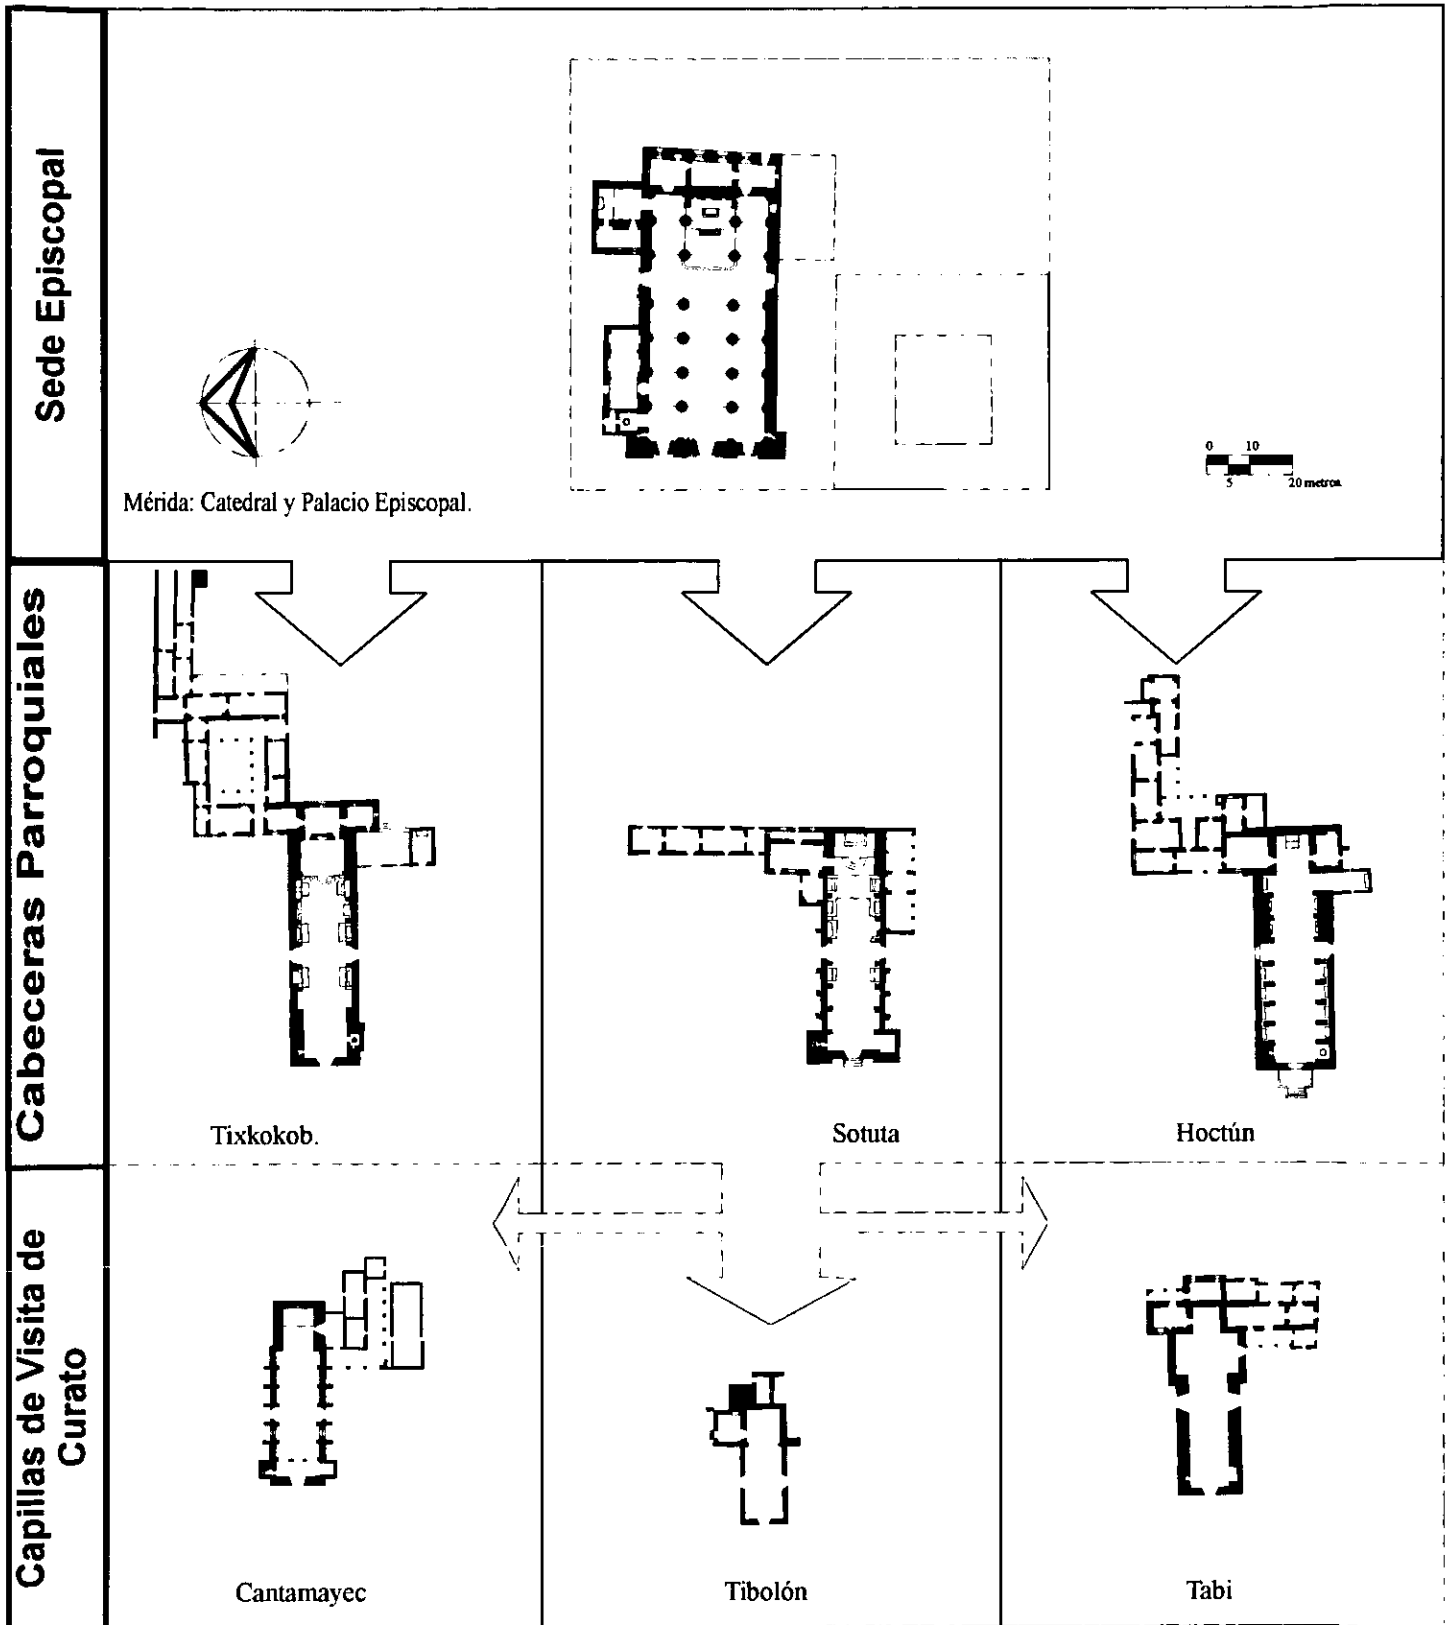 Sede Episcopal
Mérida: Catedral y Palacio Episcopal.
0 10
5 20 metros
Cabeceras Parroquiales
Tixkokob.
Sotuta
Hoctún
Capillas de Visita de
Curato
Cantamayec
Tibolón
Tabi